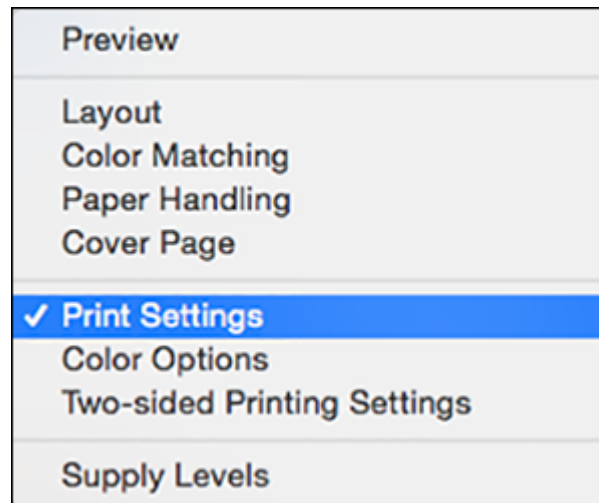 Preview
Layout
Color Matching
Paper Handling
Cover Page
✓ Print Settings
Color Options
Two-sided Printing Settings
Supply Levels